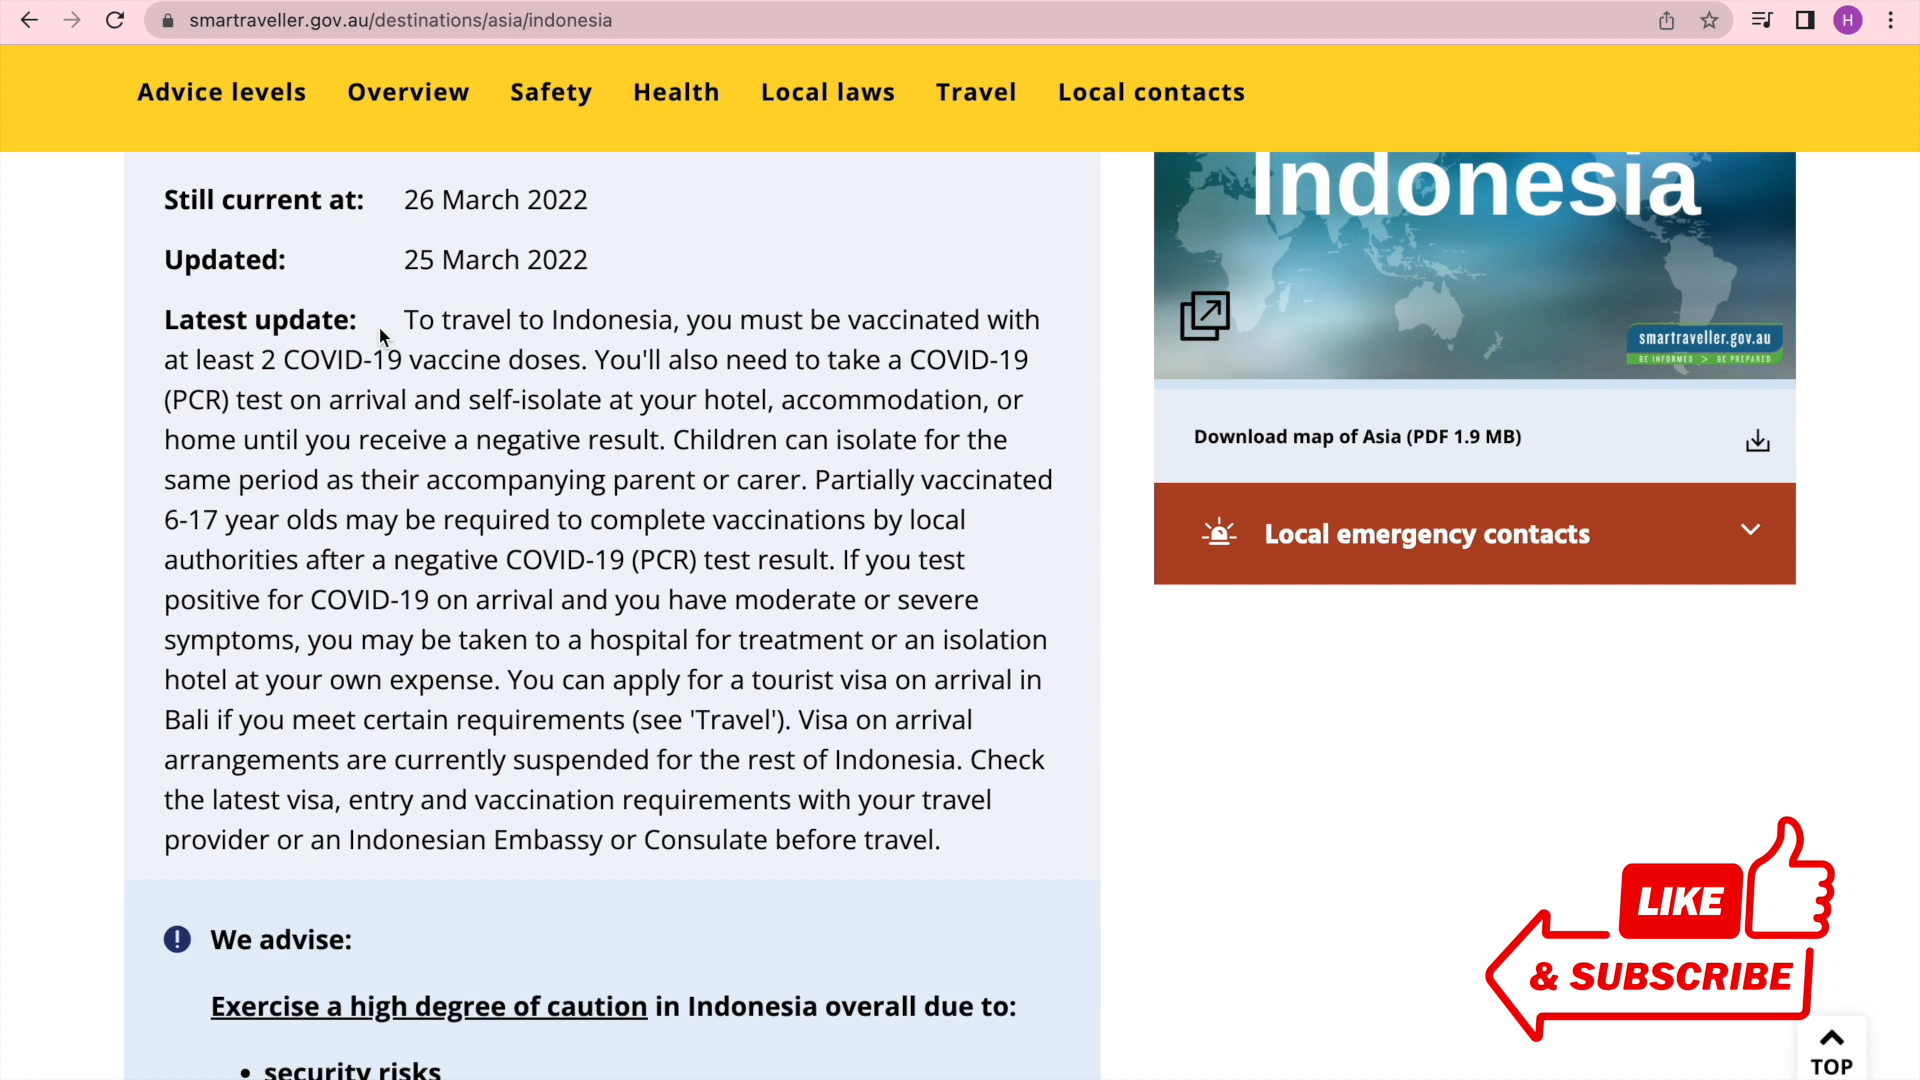 smartraveller.gov.au/destinations/asia/indonesia
H
Advice levels Overview Safety Health Local laws Travel Local contacts
Still current at: 26 March 2022
Updated: 25 March 2022
Latest update: To travel to Indonesia, you must be vaccinated with
at least 2 COVID-19 vaccine doses. You'll also need to take a COVID-19
(PCR) test on arrival and self-isolate at your hotel, accommodation, or
home until you receive a negative result. Children can isolate for the
same period as their accompanying parent or carer. Partially vaccinated
6-17 year olds may be required to complete vaccinations by local
authorities after a negative COVID-19 (PCR) test result. If you test
positive for COVID-19 on arrival and you have moderate or severe
symptoms, you may be taken to a hospital for treatment or an isolation
hotel at your own expense. You can apply for a tourist visa on arrival in
Bali if you meet certain requirements (see 'Travel'). Visa on arrival
arrangements are currently suspended for the rest of Indonesia. Check
the latest visa, entry and vaccination requirements with your travel
provider or an Indonesian Embassy or Consulate before travel.
We advise:
Exercise a high degree of caution in Indonesia overall due to:
• security risks
Indonesia
smartraveller.gov.au
BE INFORMED > BE PREPARED
Download map of Asia (PDF 1.9 MB)
Local emergency contacts
LIKE
& SUBSCRIBE
TOP